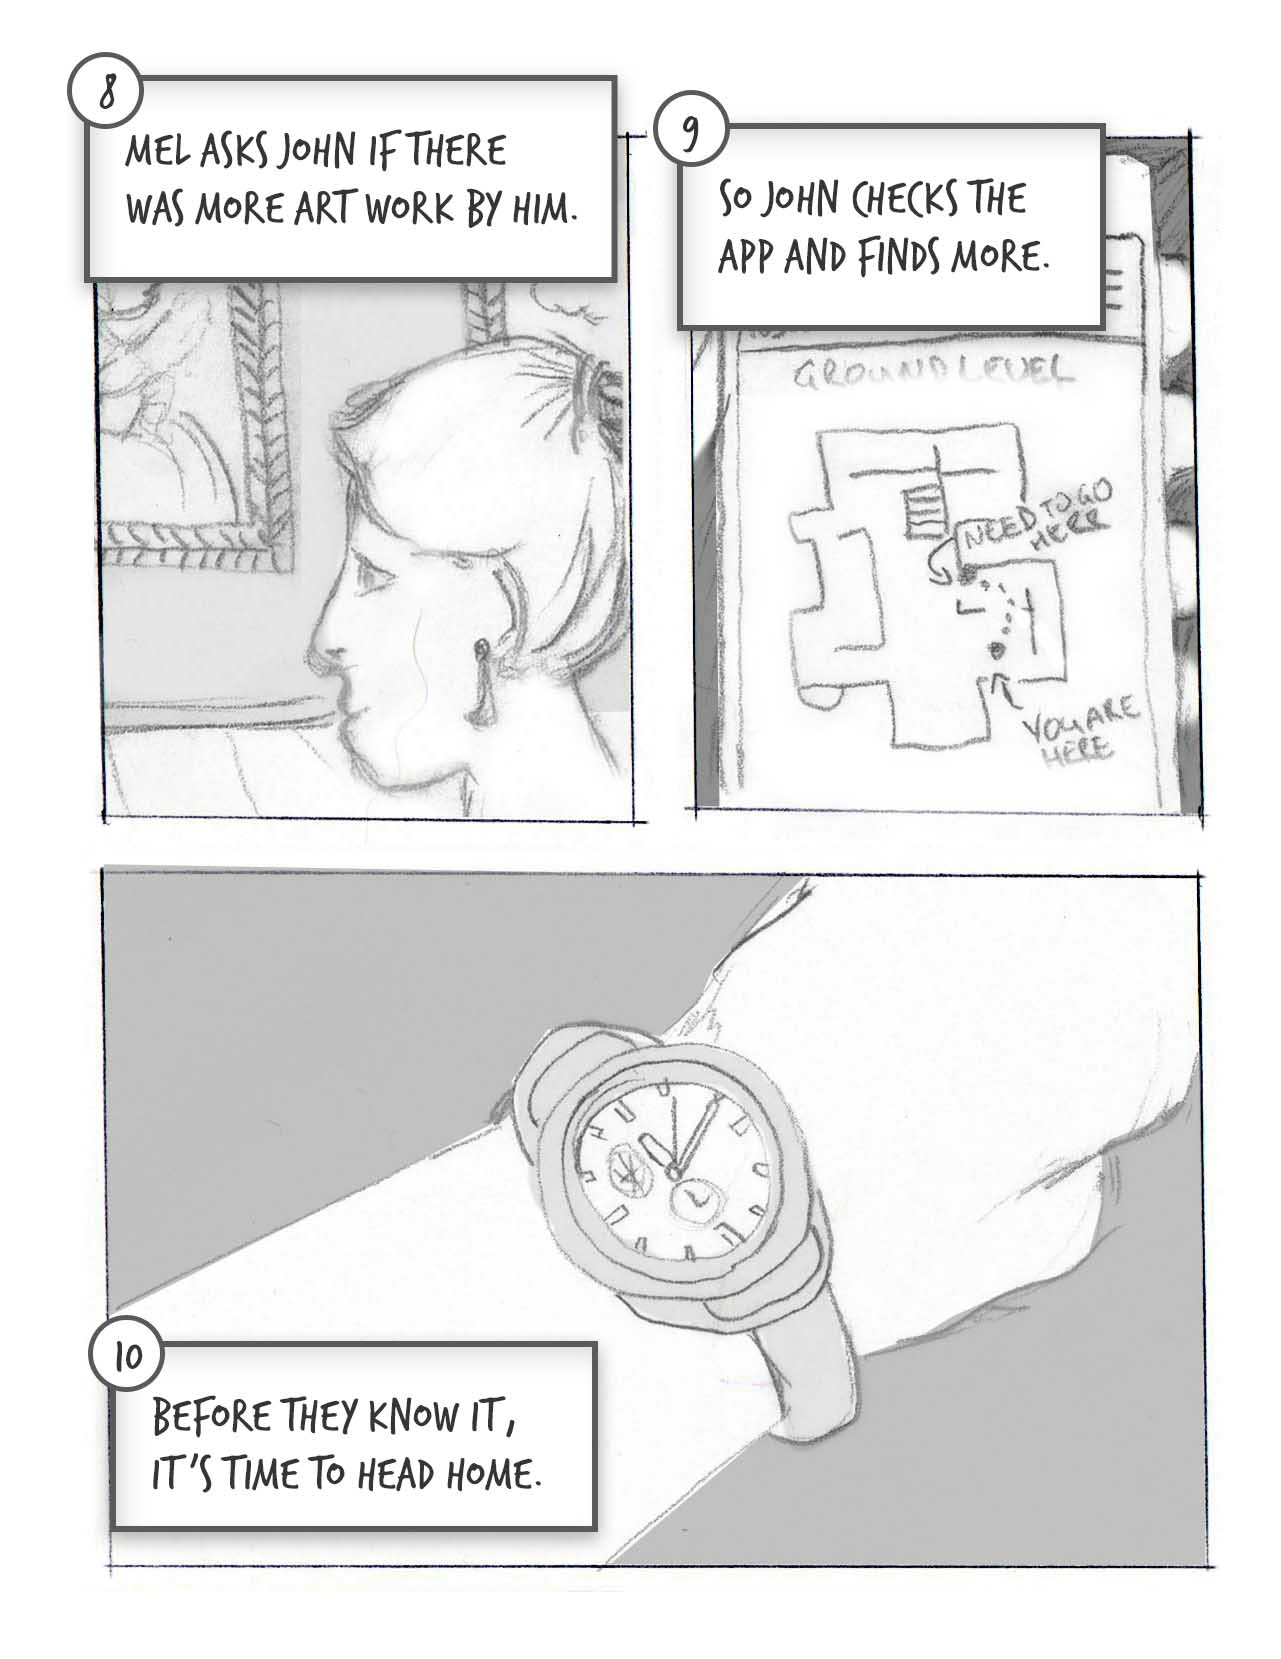 8
MEL ASKS JOHN IF THERE
WAS MORE ART WORK BY HIM.
9
SO JOHN CHECKS THE
APP AND FINDS MORE.
GROUND LEVEL
NEED TO GO
HERE
YOU ARE
HERE
10
BEFORE THEY KNOW IT,
IT'S TIME TO HEAD HOME.